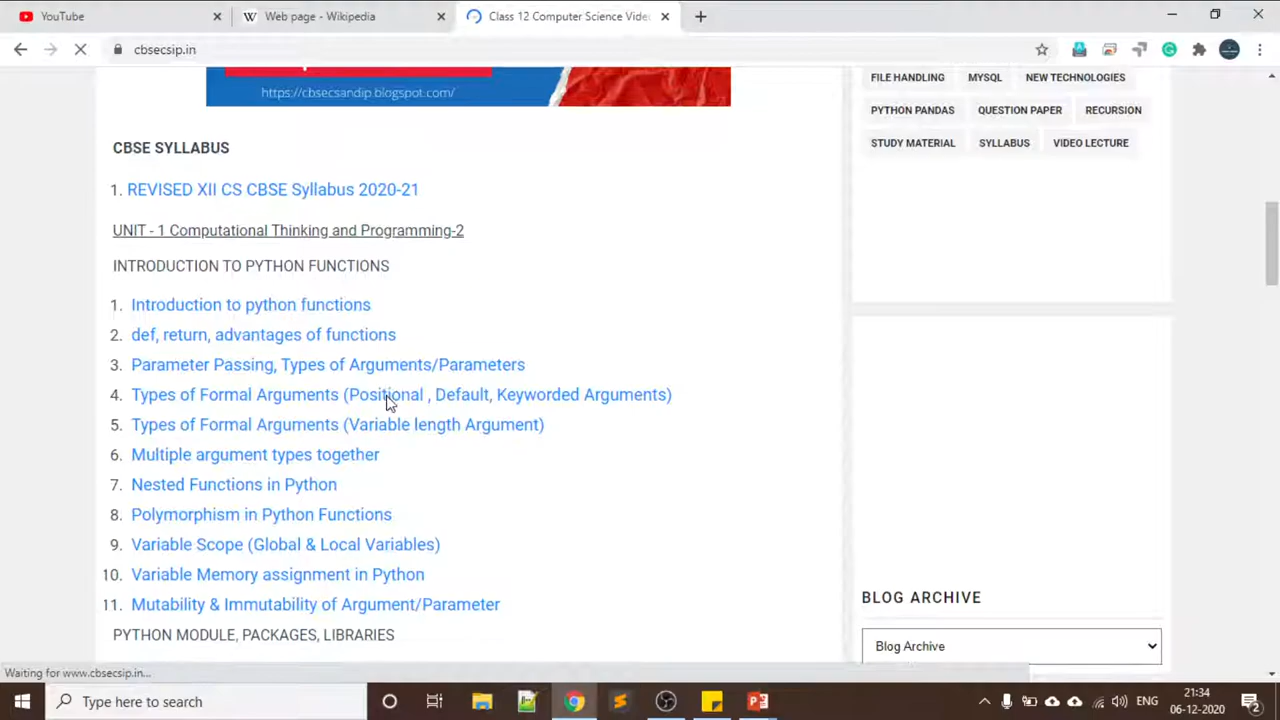 YouTube
Web page - Wikipedia
Class 12 Computer Science Vide
cbsecsip.in
https://cbsecsandip.blogspot.com/
FILE HANDLING MYSQL NEW TECHNOLOGIES
PYTHON PANDAS QUESTION PAPER RECURSION
STUDY MATERIAL SYLLABUS VIDEO LECTURE
CBSE SYLLABUS
1. REVISED XII CS CBSE Syllabus 2020-21
UNIT - 1 Computational Thinking and Programming-2
INTRODUCTION TO PYTHON FUNCTIONS
1. Introduction to python functions
2. def, return, advantages of functions
3. Parameter Passing, Types of Arguments/Parameters
4. Types of Formal Arguments (Positional , Default, Keyworded Arguments)
5. Types of Formal Arguments (Variable length Argument)
6. Multiple argument types together
7. Nested Functions in Python
8. Polymorphism in Python Functions
9. Variable Scope (Global & Local Variables)
10. Variable Memory assignment in Python
11. Mutability & Immutability of Argument/Parameter
PYTHON MODULE, PACKAGES, LIBRARIES
BLOG ARCHIVE
Blog Archive
Waiting for www.cbsecsip.in...
Type here to search
ENG
21:34
06-12-2020
2